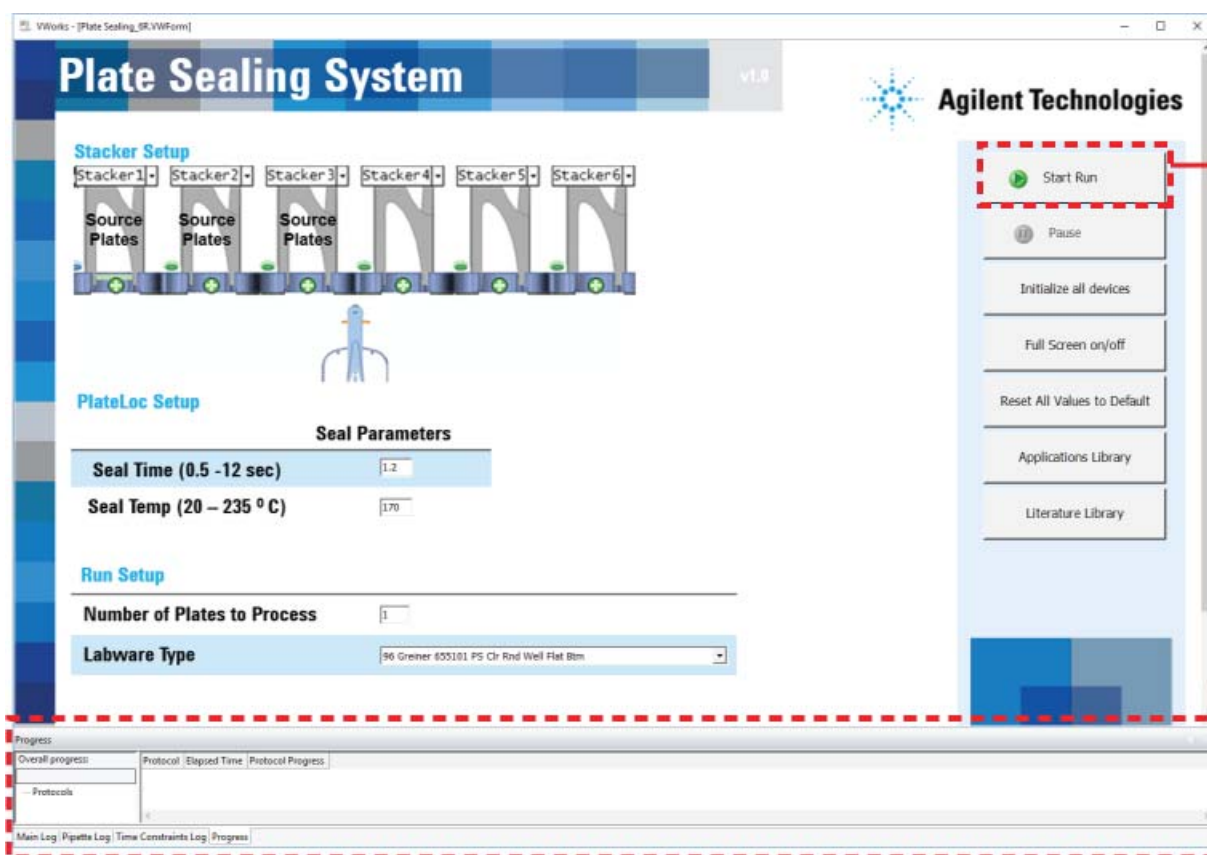 VWorks - [Plate Sealing_6R.VWForm]
Plate Sealing System
v1.0
Agilent Technologies
Stacker Setup
Stacker1 Stacker2 Stacker3 Stacker4 Stacker5 Stacker6
Source Source Source
Plates Plates Plates
PlateLoc Setup
Seal Parameters
Seal Time (0.5 -12 sec) 1.2
Seal Temp (20 – 235 ⁰ C) 170
Run Setup
Number of Plates to Process 1
Labware Type 96 Greiner 655101 PS Clr Rnd Well Flat Btm
Start Run
Pause
Initialize all devices
Full Screen on/off
Reset All Values to Default
Applications Library
Literature Library
Progress
Overall progress: Protocol Elapsed Time Protocol Progress
Protocols
Main Log Pipette Log Time Constraints Log Progress